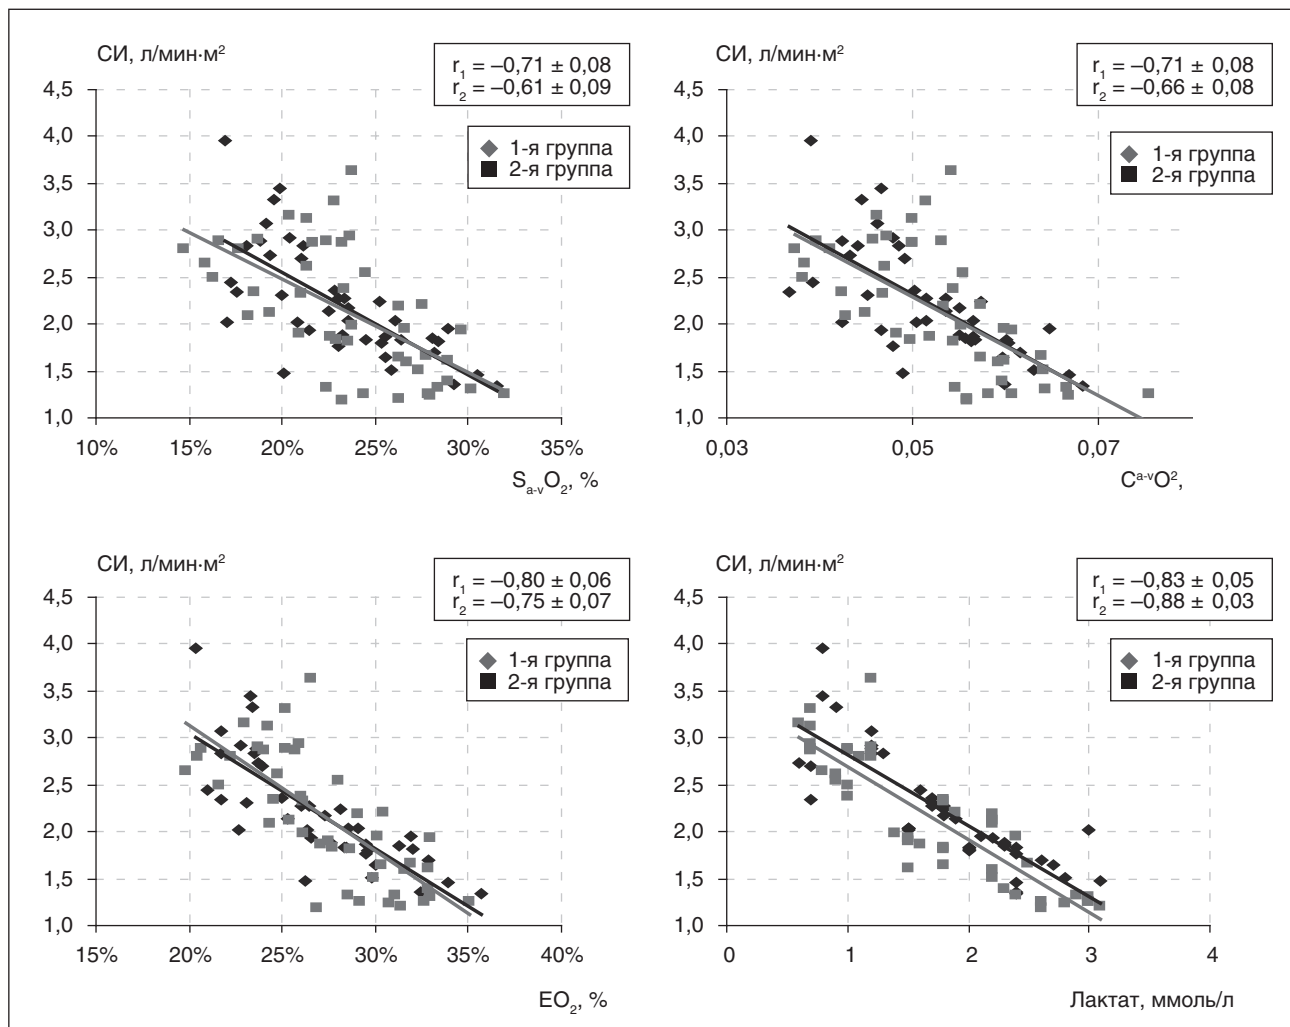 СИ, л/мин·м²
r₁ = –0,71 ± 0,08
r₂ = –0,61 ± 0,09
1-я группа
2-я группа
4,5
4,0
3,5
3,0
2,5
2,0
1,5
1,0
10% 15% 20% 25% 30% 35%
Sₐ₋ᵥO₂, %
СИ, л/мин·м²
r₁ = –0,71 ± 0,08
r₂ = –0,66 ± 0,08
1-я группа
2-я группа
4,5
4,0
3,5
3,0
2,5
2,0
1,5
1,0
0,03 0,05 0,07
Cᵃ⁻ᵛO²,
СИ, л/мин·м²
r₁ = –0,80 ± 0,06
r₂ = –0,75 ± 0,07
1-я группа
2-я группа
4,5
4,0
3,5
3,0
2,5
2,0
1,5
1,0
15% 20% 25% 30% 35% 40%
EO₂, %
СИ, л/мин·м²
r₁ = –0,83 ± 0,05
r₂ = –0,88 ± 0,03
1-я группа
2-я группа
4,5
4,0
3,5
3,0
2,5
2,0
1,5
1,0
0 1 2 3 4
Лактат, ммоль/л